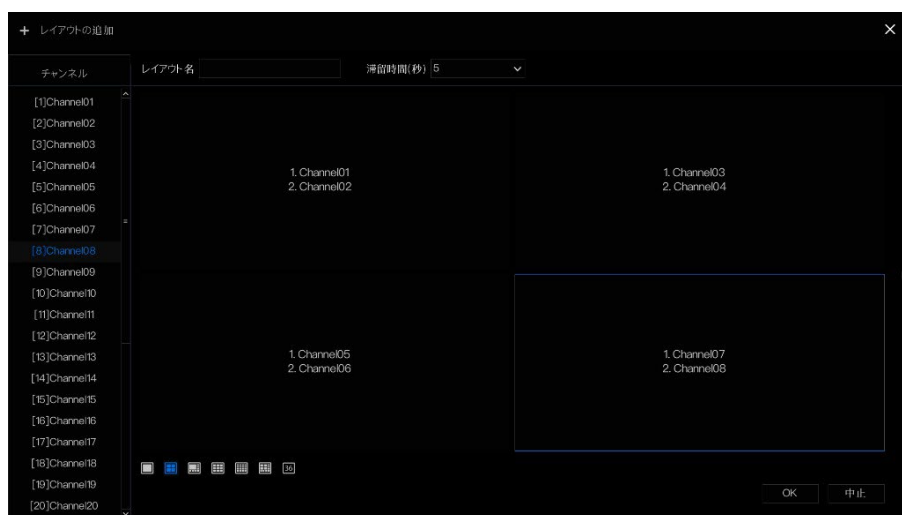 + レイアウトの追加
×
チャンネル
レイアウト名
滞留時間(秒) 5
[1]Channel01
[2]Channel02
[3]Channel03
[4]Channel04
[5]Channel05
[6]Channel06
[7]Channel07
[8]Channel08
[9]Channel09
[10]Channel10
[11]Channel11
[12]Channel12
[13]Channel13
[14]Channel14
[15]Channel15
[16]Channel16
[17]Channel17
[18]Channel18
[19]Channel19
[20]Channel20
1. Channel01
2. Channel02
1. Channel03
2. Channel04
1. Channel05
2. Channel06
1. Channel07
2. Channel08
36
OK
中止